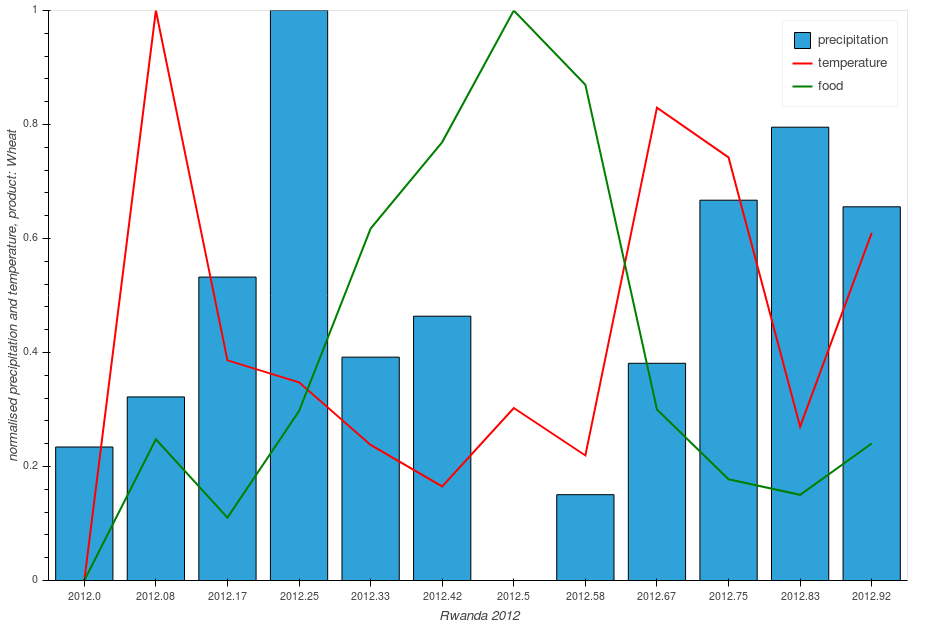 1
0.8
0.6
0.4
0.2
0
normalised precipitation and temperature, product: Wheat
precipitation
temperature
food
2012.0 2012.08 2012.17 2012.25 2012.33 2012.42 2012.5 2012.58 2012.67 2012.75 2012.83 2012.92
Rwanda 2012